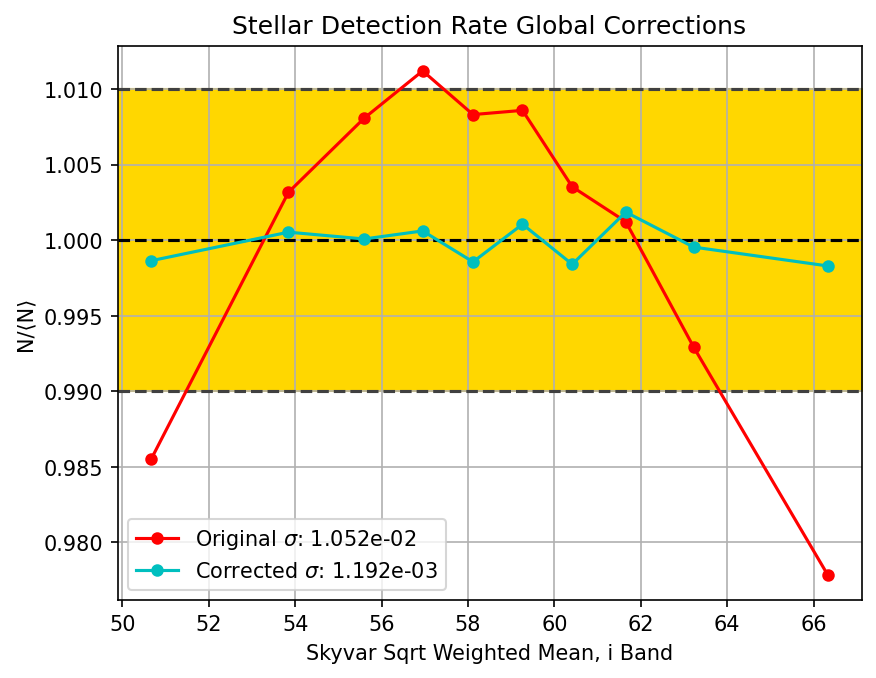 Stellar Detection Rate Global Corrections
N/⟨N⟩
1.010
1.005
1.000
0.995
0.990
0.985
0.980
Original σ: 1.052e-02
Corrected σ: 1.192e-03
50 52 54 56 58 60 62 64 66
Skyvar Sqrt Weighted Mean, i Band